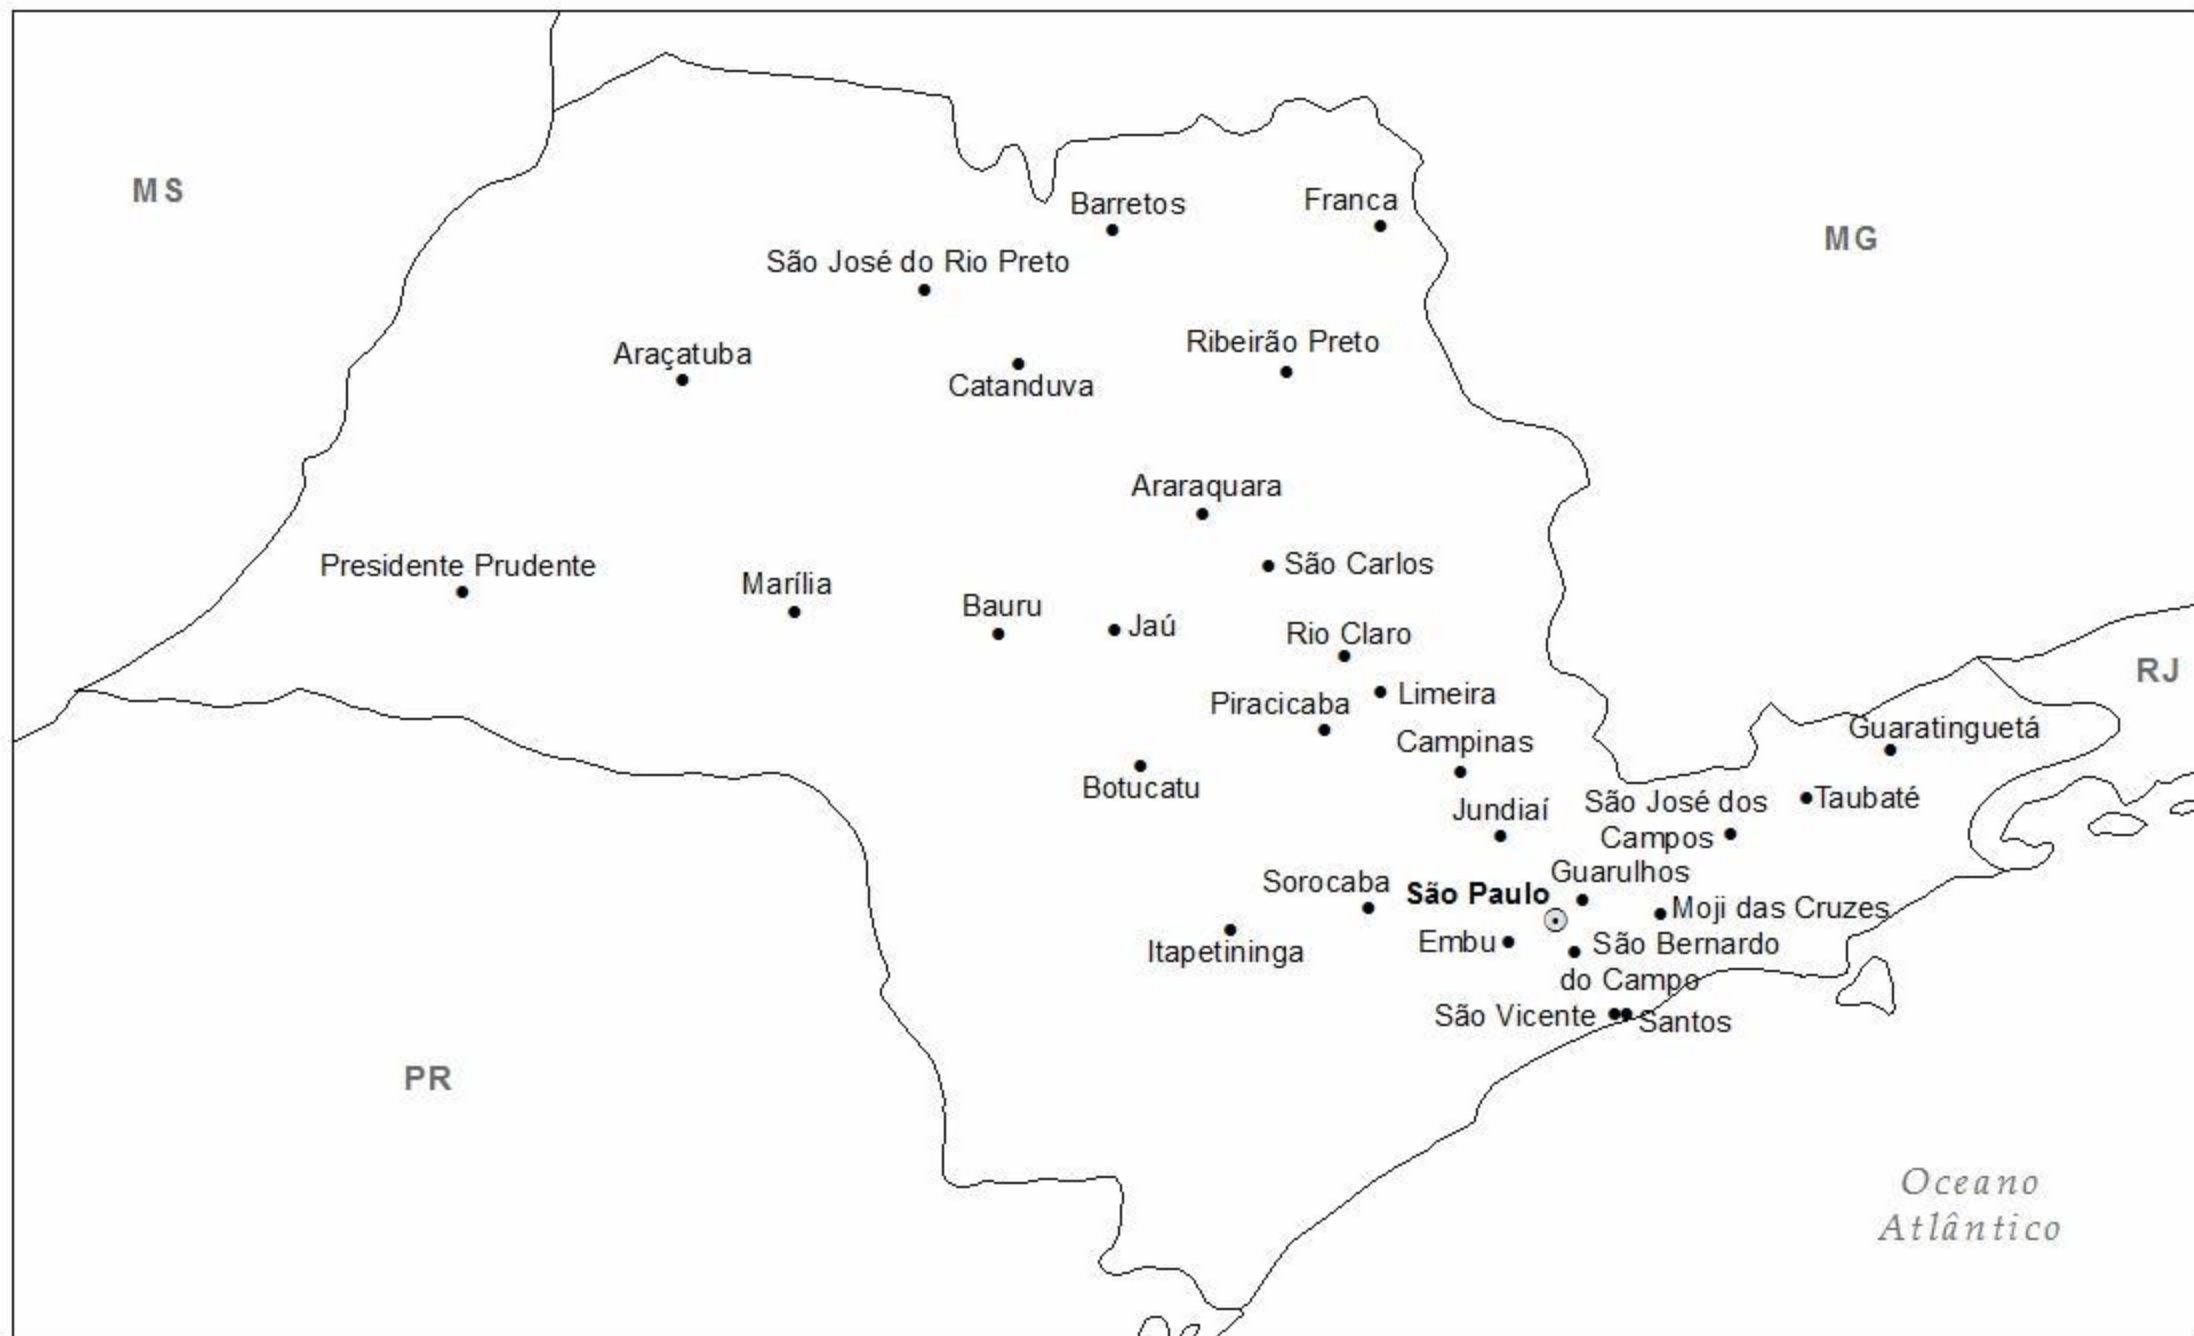 MS
Barretos
Franca
MG
São José do Rio Preto
Ribeirão Preto
Araçatuba
Catanduva
Araraquara
Presidente Prudente
São Carlos
Marília
Bauru
Jaú
Rio Claro
RJ
Limeira
Piracicaba
Guaratinguetá
Campinas
Botucatu
Taubaté
São José dos
Campos
Jundiaí
Guarulhos
Sorocaba
São Paulo
Moji das Cruzes
Embu
São Bernardo
do Campo
Itapetininga
São Vicente
Santos
PR
Oceano
Atlântico